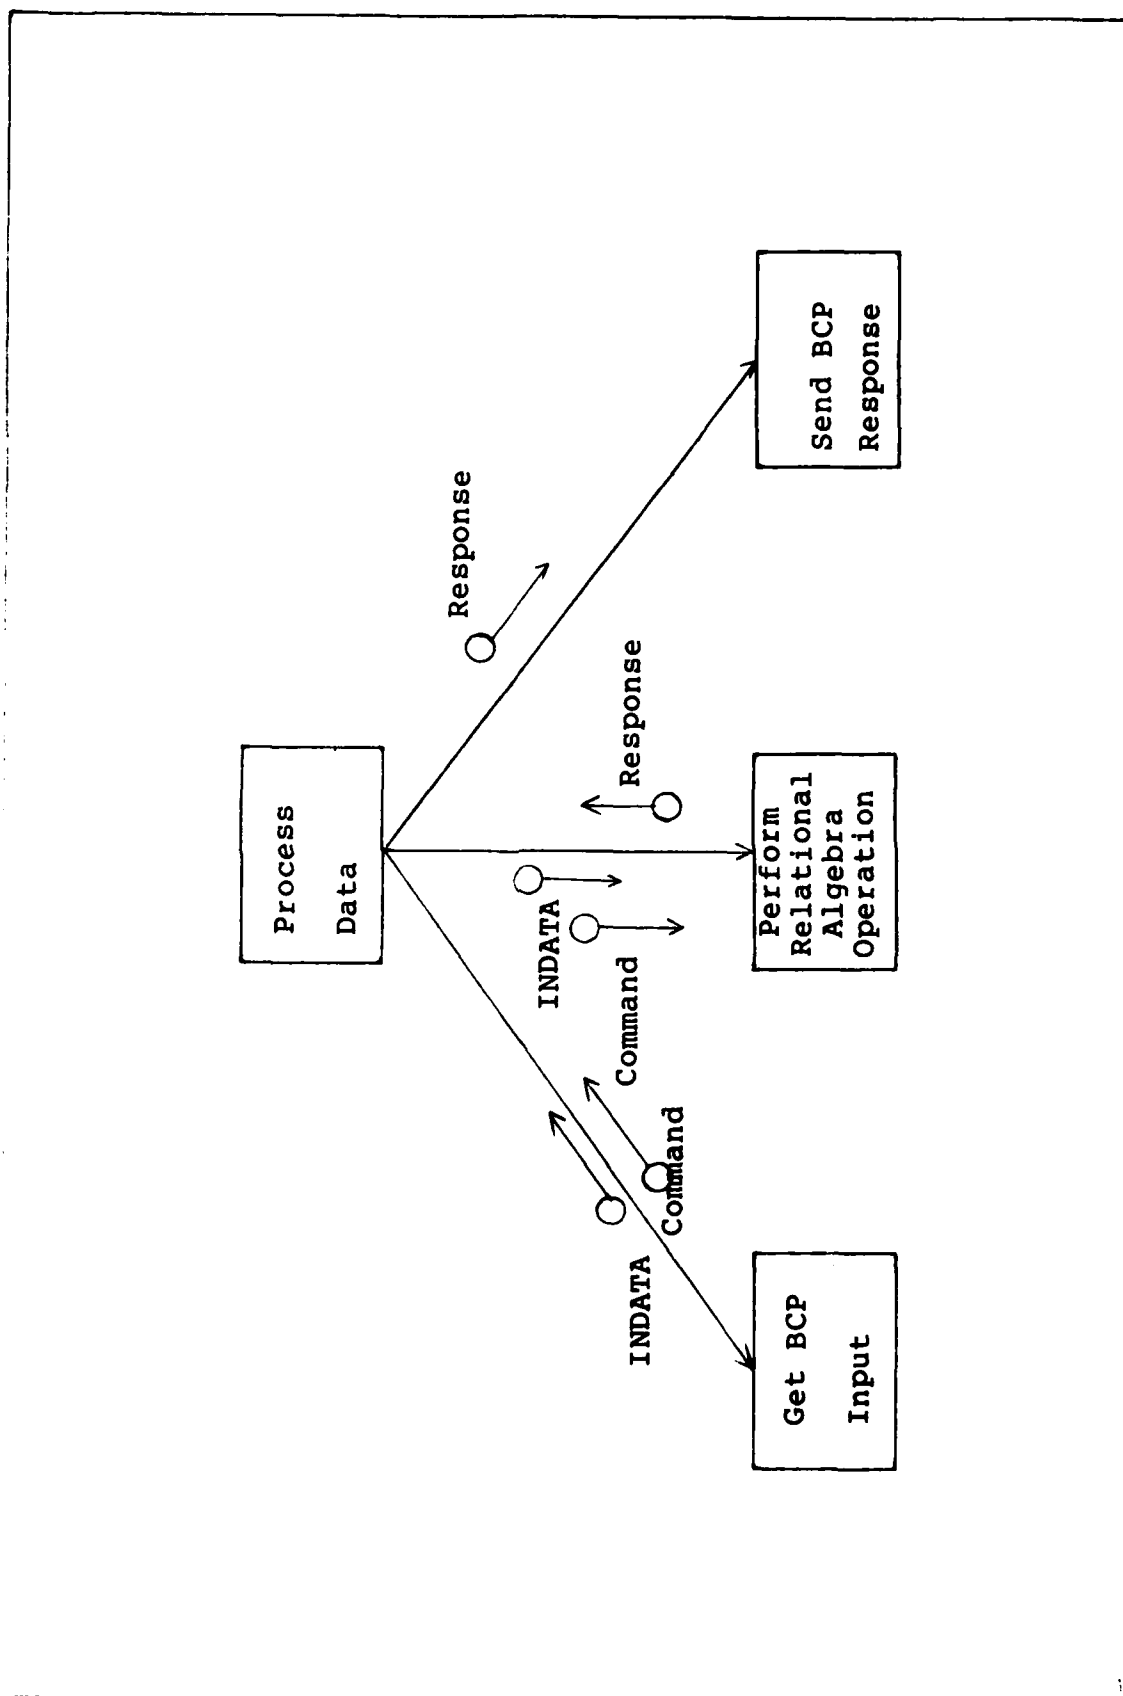 Process
Data
Response
INDATA
Command
Response
INDATA
Command
Get BCP
Input
Perform
Relational
Algebra
Operation
Send BCP
Response